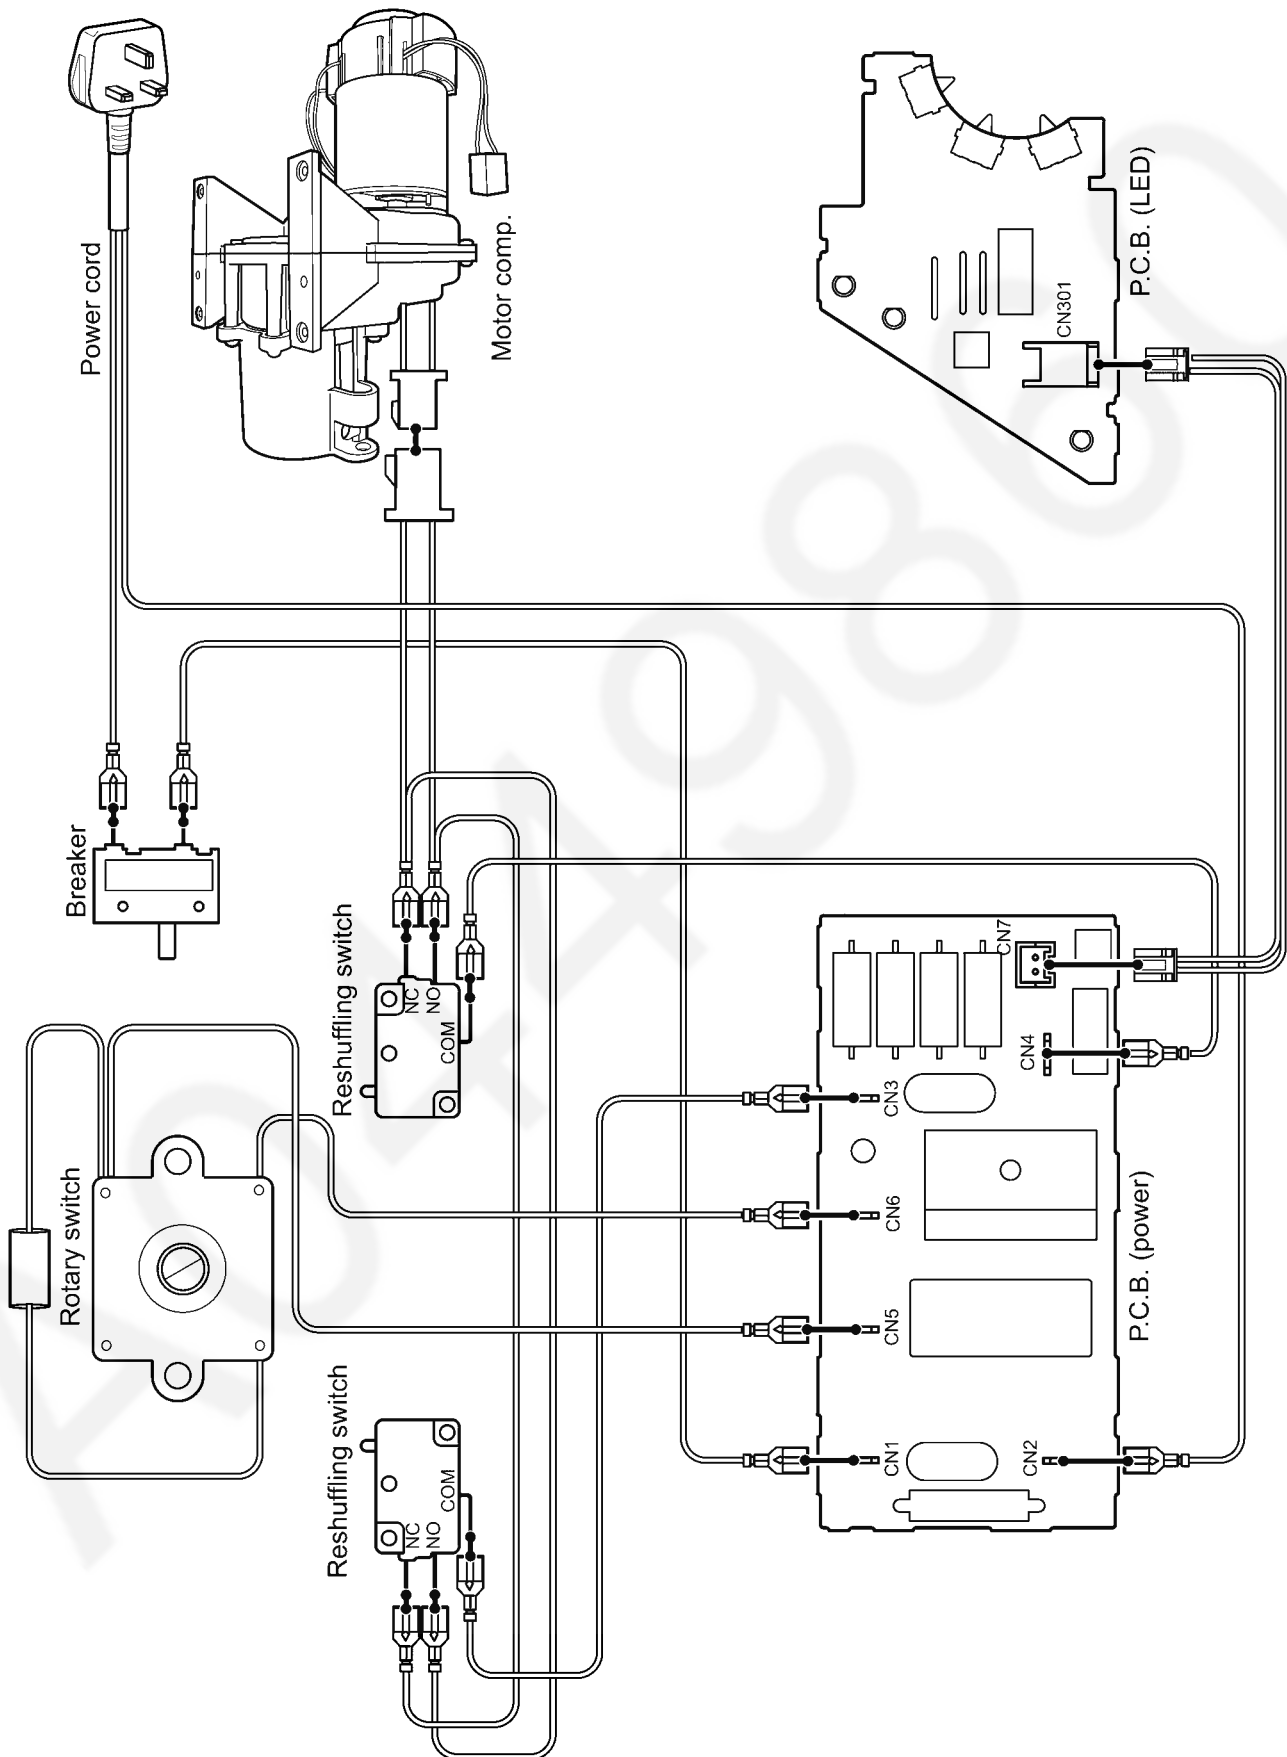 Power cord
Motor comp.
P.C.B. (LED)
CN301
Breaker
Reshuffling switch
NC
NO
COM
Rotary switch
Reshuffling switch
NC
NO
COM
CN7
CN4
CN3
CN6
CN5
CN1
CN2
P.C.B. (power)